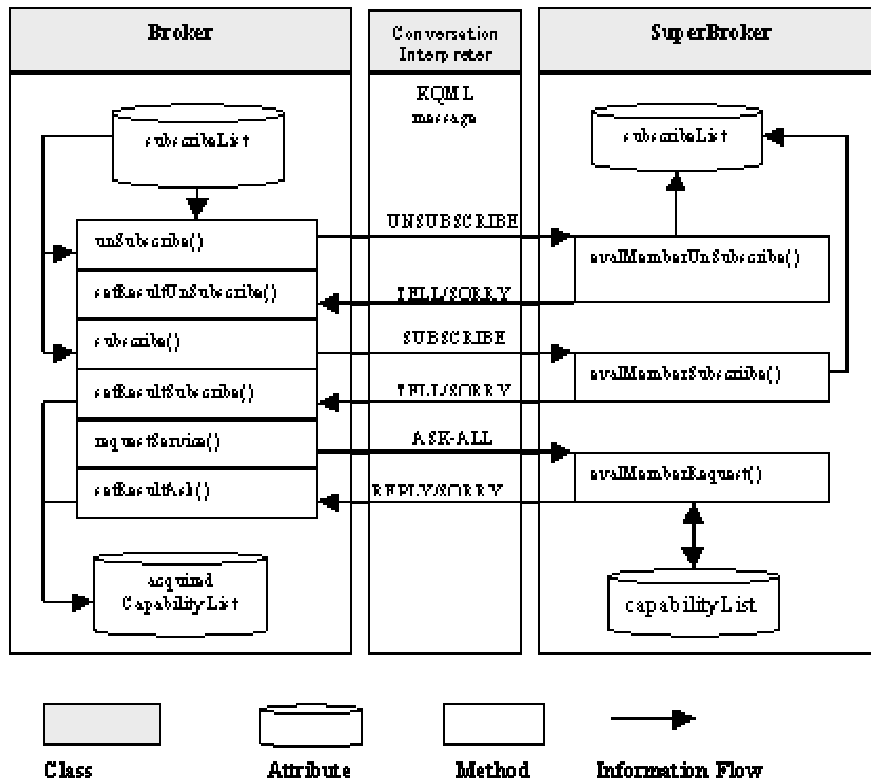 Broker
Conversation
Interpreter
SuperBroker
KQML
message
subscribeList
subscribeList
unSubscribe()
UNSUBSCRIBE
evalMemberUnSubscribe()
setResultUnSubscribe()
TELL/SORRY
subscribe()
SUBSCRIBE
evalMemberSubscribe()
setResultSubscribe()
TELL/SORRY
requestService()
ASK-ALL
evalMemberRequest()
setResultAsk()
REPLY/SORRY
acquired
CapabilityList
capabilityList
Class
Attribute
Method
Information Flow